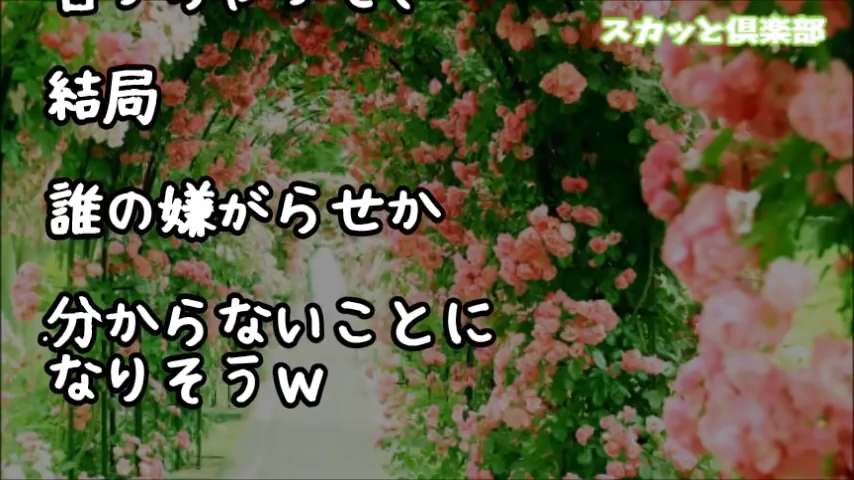 スカッと倶楽部
結局
誰の嫌がらせか
分からないことに
なりそうｗ